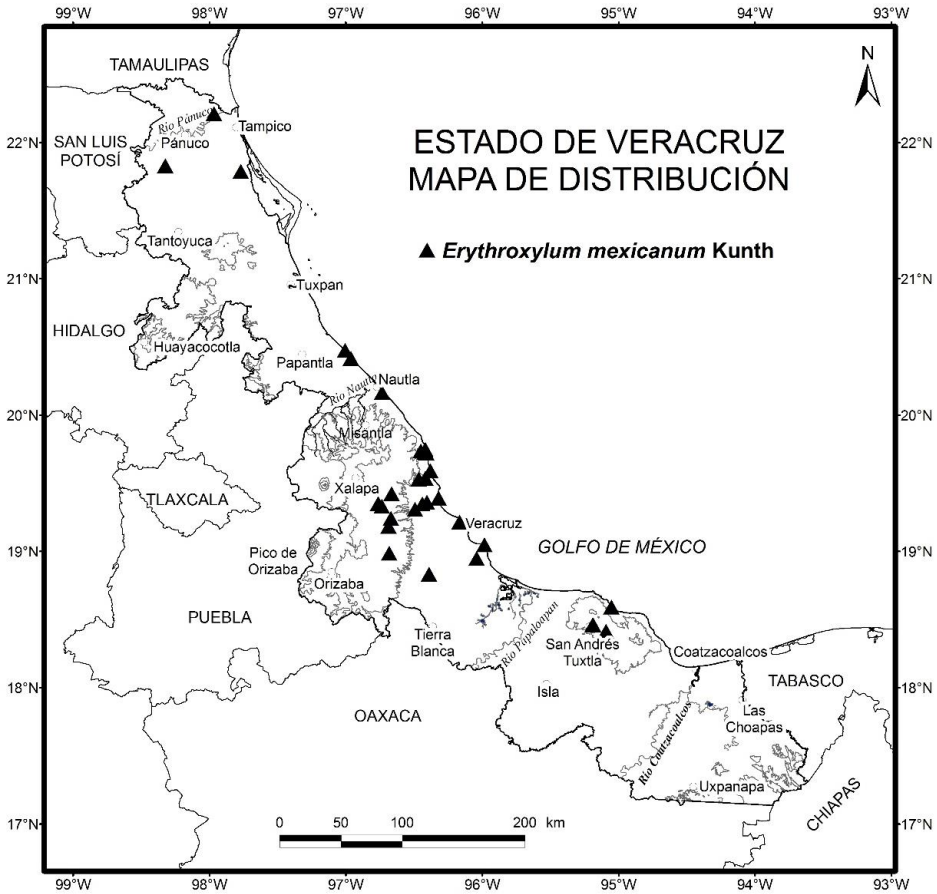 99°W 98°W 97°W 96°W 95°W 94°W 93°W
TAMAULIPAS
N
Río Pánuco
Tampico
22°N
SAN LUIS
POTOSÍ
Pánuco
ESTADO DE VERACRUZ
22°N
MAPA DE DISTRIBUCIÓN
Tantoyuca
Erythroxylum mexicanum Kunth
21°N
Tuxpan
21°N
HIDALGO
Huayacocotla
Papantla
Río Nautla
Nautla
20°N
20°N
Misantla
TLAXCALA
Xalapa
Veracruz
19°N
Pico de
Orizaba
GOLFO DE MÉXICO
19°N
Orizaba
PUEBLA
Tierra
Blanca
Río Papaloapan
San Andrés
Tuxtla
Coatzacoalcos
18°N
Isla
TABASCO
18°N
OAXACA
Las
Choapas
Río Coatzacoalcos
Uxpanapa
CHIAPAS
17°N
0 50 100 200 km
17°N
99°W 98°W 97°W 96°W 95°W 94°W 93°W